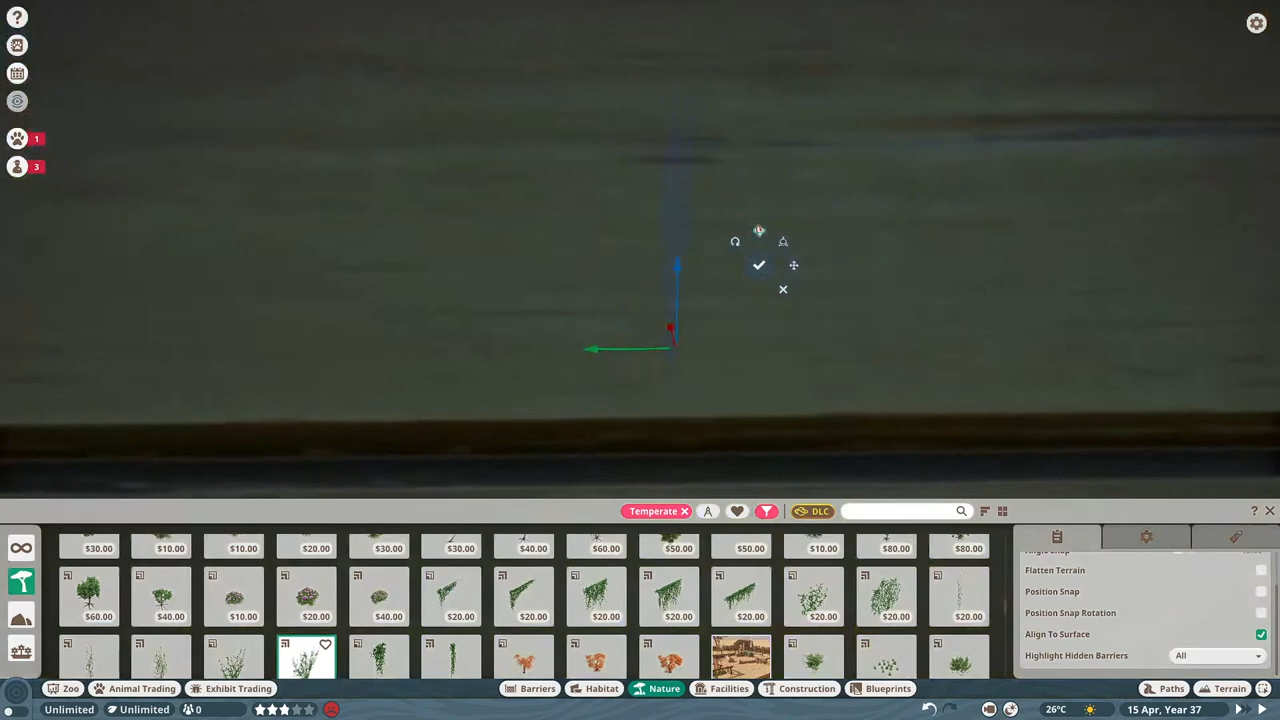 ?
1
3
Temperate ✕
DLC
? ✕
$30.00 $10.00 $10.00 $20.00 $30.00 $30.00 $40.00 $60.00 $50.00 $50.00 $10.00 $80.00 $80.00
Flatten Terrain
$60.00 $40.00 $10.00 $20.00 $40.00 $20.00 $20.00 $20.00 $20.00 $20.00 $20.00 $20.00 $20.00
Position Snap
Position Snap Rotation
Align To Surface
Highlight Hidden Barriers All
Zoo Animal Trading Exhibit Trading Barriers Habitat Nature Facilities Construction Blueprints Paths Terrain
Unlimited Unlimited 0 26°C 15 Apr, Year 37